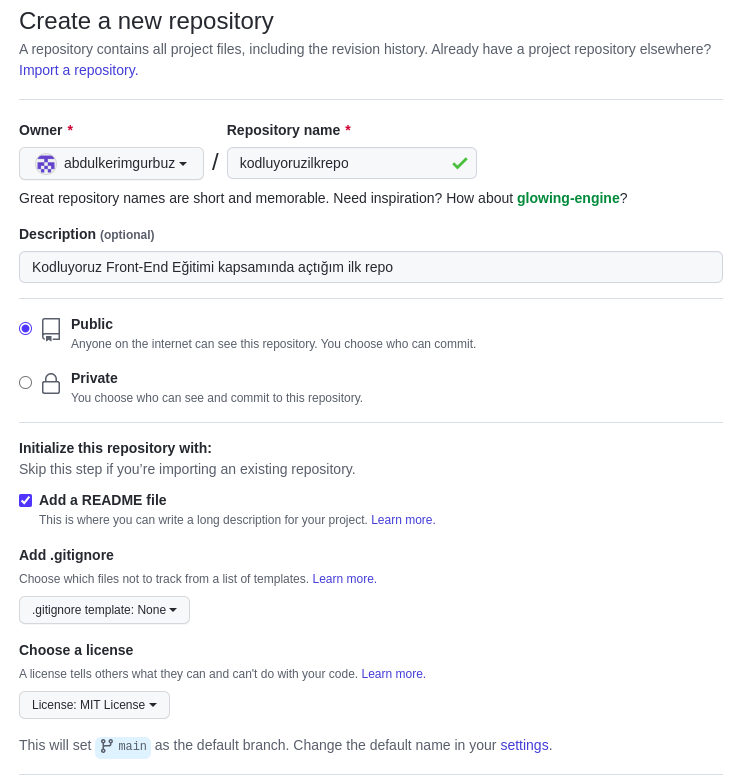 Create a new repository
A repository contains all project files, including the revision history. Already have a project repository elsewhere?
Import a repository.
Owner * Repository name *
abdulkerimgurbuz / kodluyoruzilkrepo
Great repository names are short and memorable. Need inspiration? How about glowing-engine?
Description (optional)
Kodluyoruz Front-End Eğitimi kapsamında açtığım ilk repo
Public
Anyone on the internet can see this repository. You choose who can commit.
Private
You choose who can see and commit to this repository.
Initialize this repository with:
Skip this step if you’re importing an existing repository.
Add a README file
This is where you can write a long description for your project. Learn more.
Add .gitignore
Choose which files not to track from a list of templates. Learn more.
.gitignore template: None
Choose a license
A license tells others what they can and can't do with your code. Learn more.
License: MIT License
This will set main as the default branch. Change the default name in your settings.